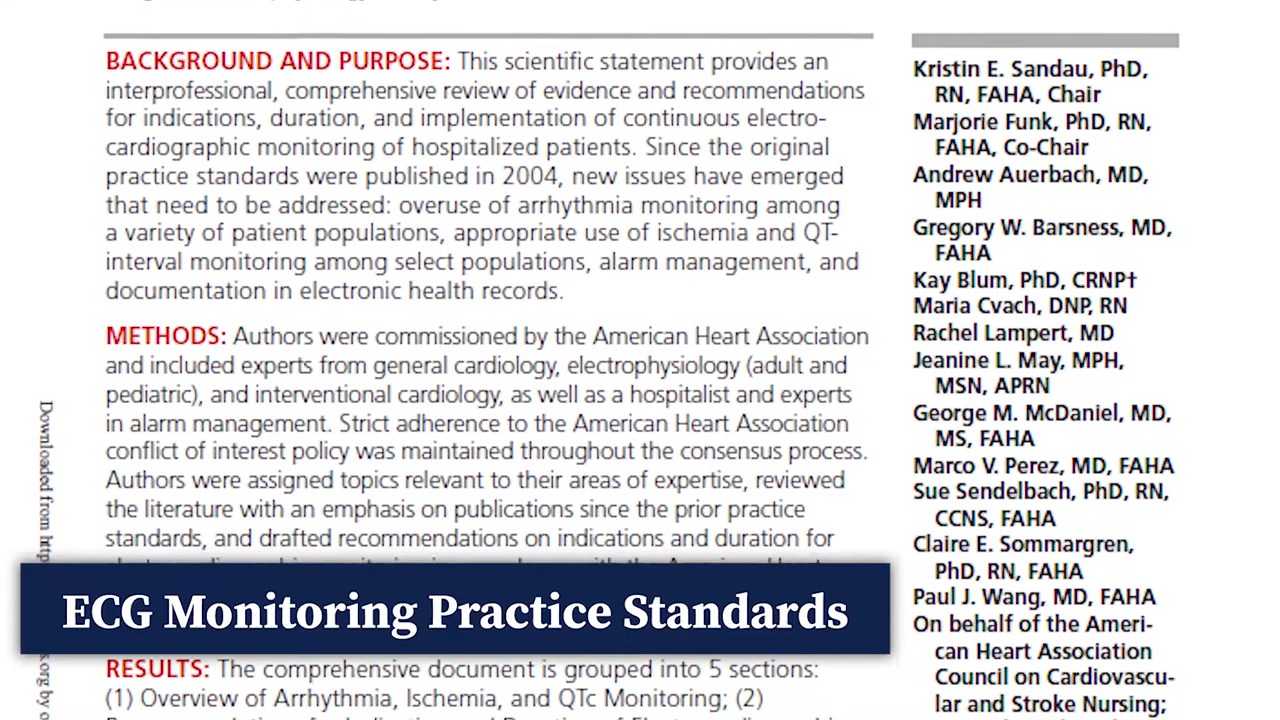 BACKGROUND AND PURPOSE: This scientific statement provides an
interprofessional, comprehensive review of evidence and recommendations
for indications, duration, and implementation of continuous electro-
cardiographic monitoring of hospitalized patients. Since the original
practice standards were published in 2004, new issues have emerged
that need to be addressed: overuse of arrhythmia monitoring among
a variety of patient populations, appropriate use of ischemia and QT-
interval monitoring among select populations, alarm management, and
documentation in electronic health records.
METHODS: Authors were commissioned by the American Heart Association
and included experts from general cardiology, electrophysiology (adult and
pediatric), and interventional cardiology, as well as a hospitalist and experts
in alarm management. Strict adherence to the American Heart Association
conflict of interest policy was maintained throughout the consensus process.
Authors were assigned topics relevant to their areas of expertise, reviewed
the literature with an emphasis on publications since the prior practice
standards, and drafted recommendations on indications and duration for
ECG Monitoring Practice Standards
RESULTS: The comprehensive document is grouped into 5 sections:
(1) Overview of Arrhythmia, Ischemia, and QTc Monitoring; (2)
Kristin E. Sandau, PhD,
RN, FAHA, Chair
Marjorie Funk, PhD, RN,
FAHA, Co-Chair
Andrew Auerbach, MD,
MPH
Gregory W. Barsness, MD,
FAHA
Kay Blum, PhD, CRNP†
Maria Cvach, DNP, RN
Rachel Lampert, MD
Jeanine L. May, MPH,
MSN, APRN
George M. McDaniel, MD,
MS, FAHA
Marco V. Perez, MD, FAHA
Sue Sendelbach, PhD, RN,
CCNS, FAHA
Claire E. Sommargren,
PhD, RN, FAHA
Paul J. Wang, MD, FAHA
On behalf of the Ameri-
can Heart Association
Council on Cardiovascu-
lar and Stroke Nursing;
Downloaded from